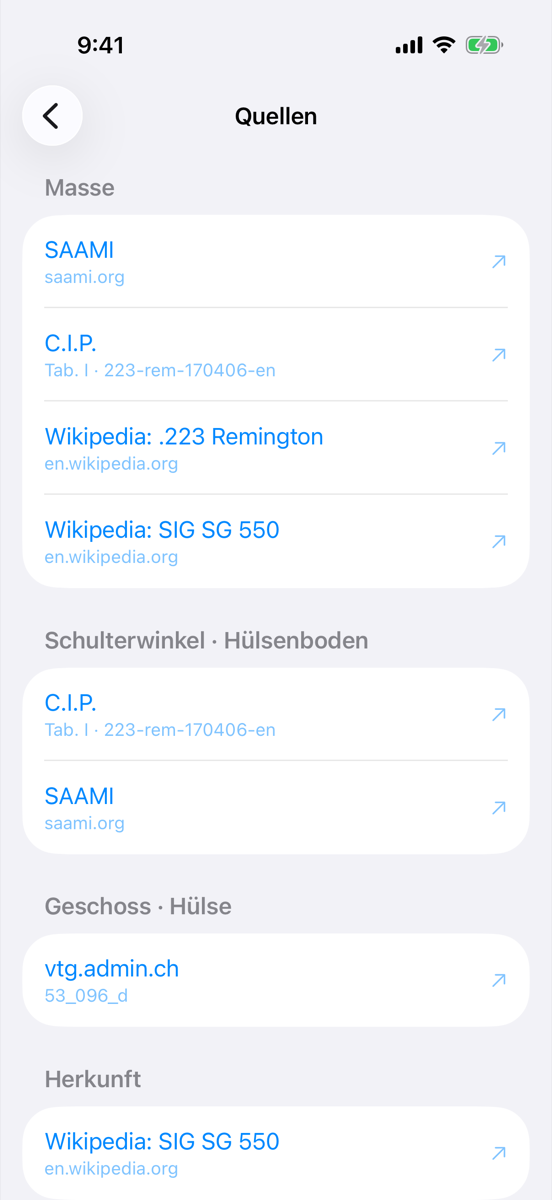 9:41
Quellen
Masse
SAAMI
saami.org
C.I.P.
Tab. I · 223-rem-170406-en
Wikipedia: .223 Remington
en.wikipedia.org
Wikipedia: SIG SG 550
en.wikipedia.org
Schulterwinkel · Hülsenboden
C.I.P.
Tab. I · 223-rem-170406-en
SAAMI
saami.org
Geschoss · Hülse
vtg.admin.ch
53_096_d
Herkunft
Wikipedia: SIG SG 550
en.wikipedia.org